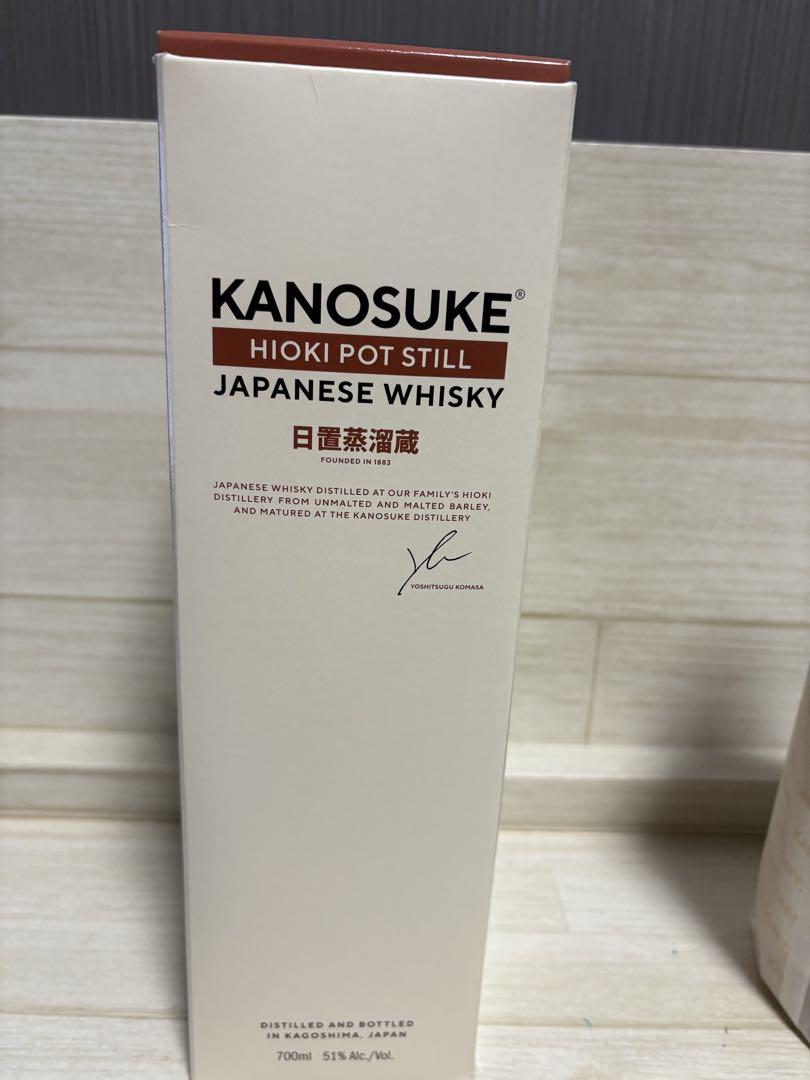 KANOSUKE®
HIOKI POT STILL
JAPANESE WHISKY
日置蒸溜蔵
FOUNDED IN 1883
JAPANESE WHISKY DISTILLED AT OUR FAMILY'S HIOKI
DISTILLERY FROM UNMALTED AND MALTED BARLEY,
AND MATURED AT THE KANOSUKE DISTILLERY
YOSHITSUGU KOMASA
DISTILLED AND BOTTLED
IN KAGOSHIMA, JAPAN
700ml 51% Alc./Vol.